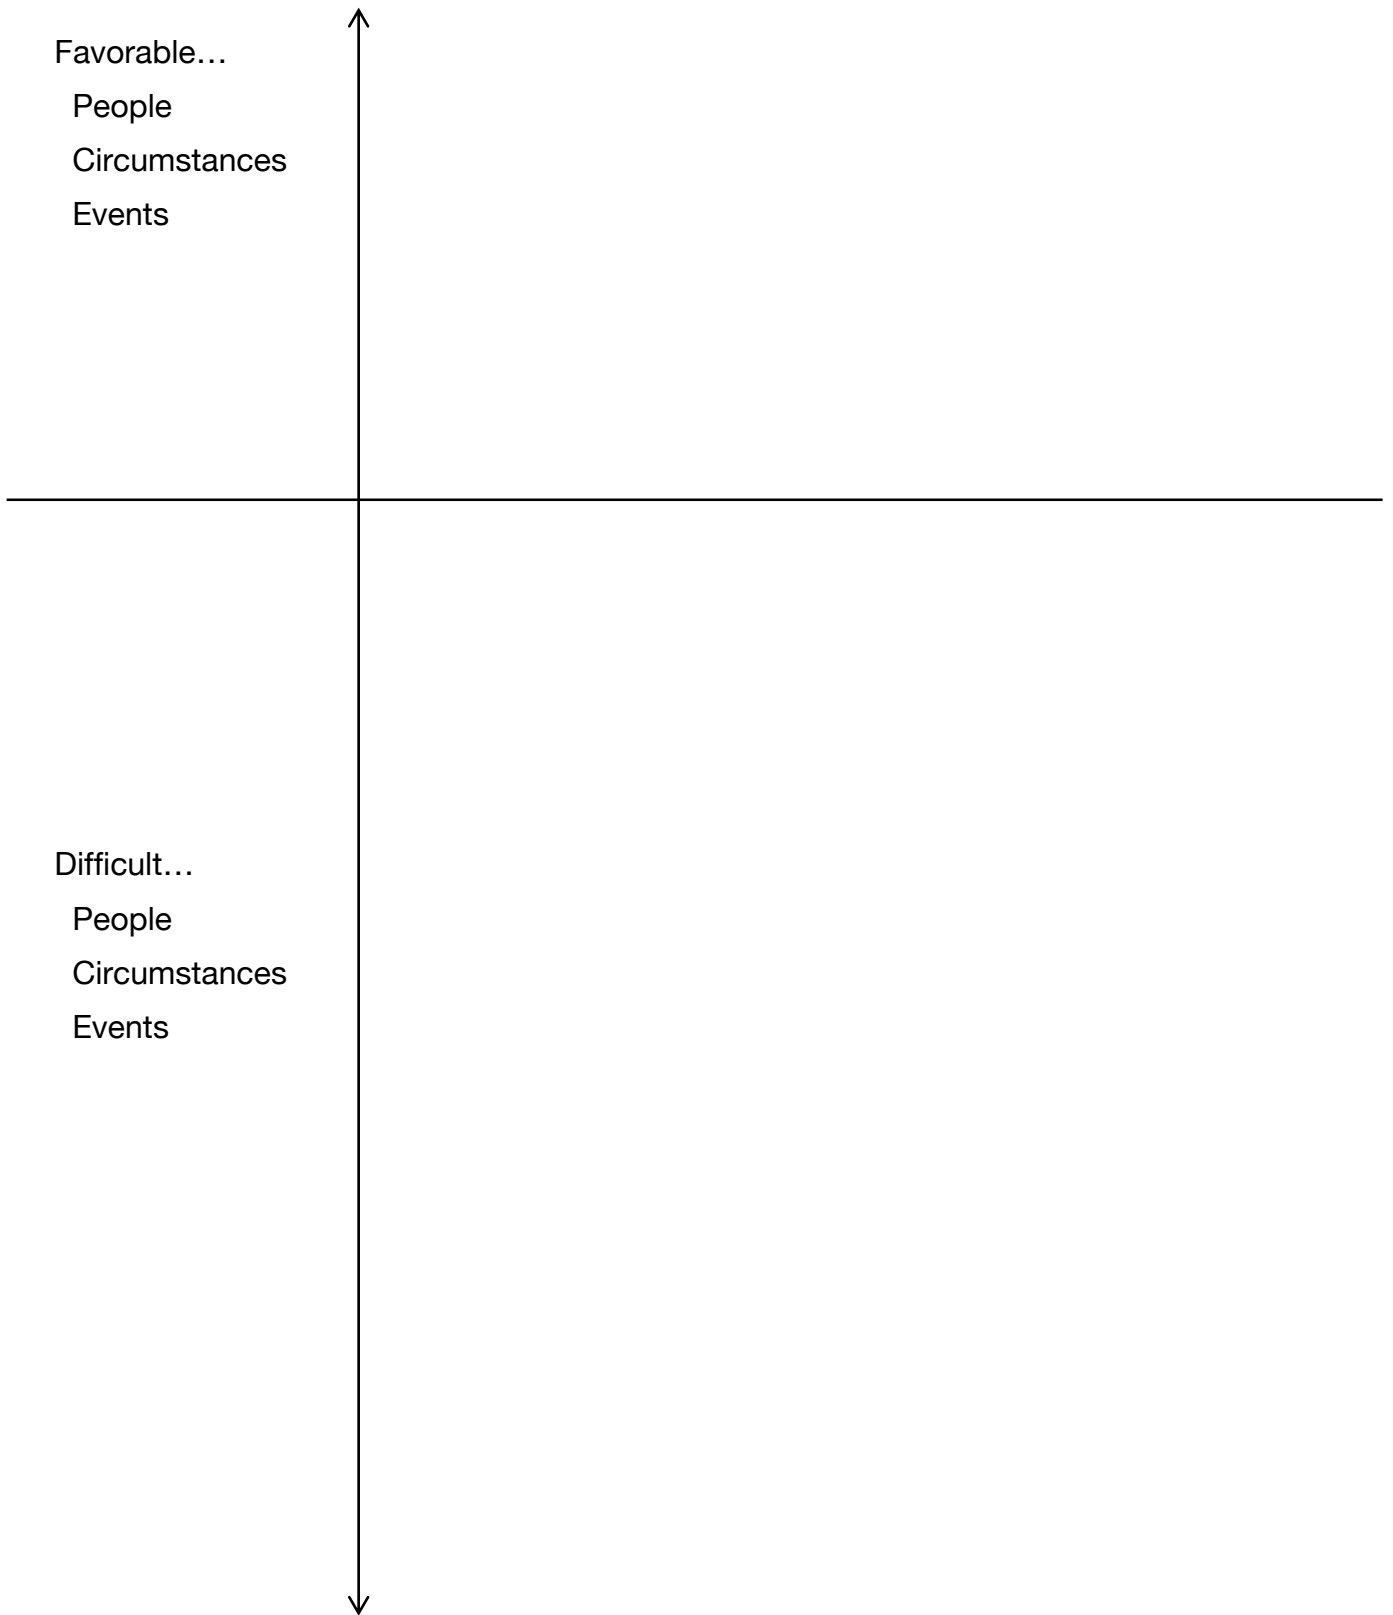 Favorable…
People
Circumstances
Events
Difficult…
People
Circumstances
Events